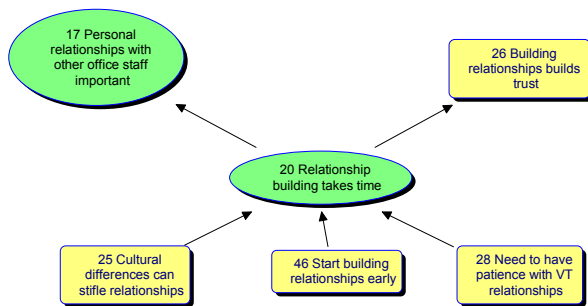 17 Personal
relationships with
other office staff
important
26 Building
relationships builds
trust
20 Relationship
building takes time
25 Cultural
differences can
stifle relationships
46 Start building
relationships early
28 Need to have
patience with VT
relationships